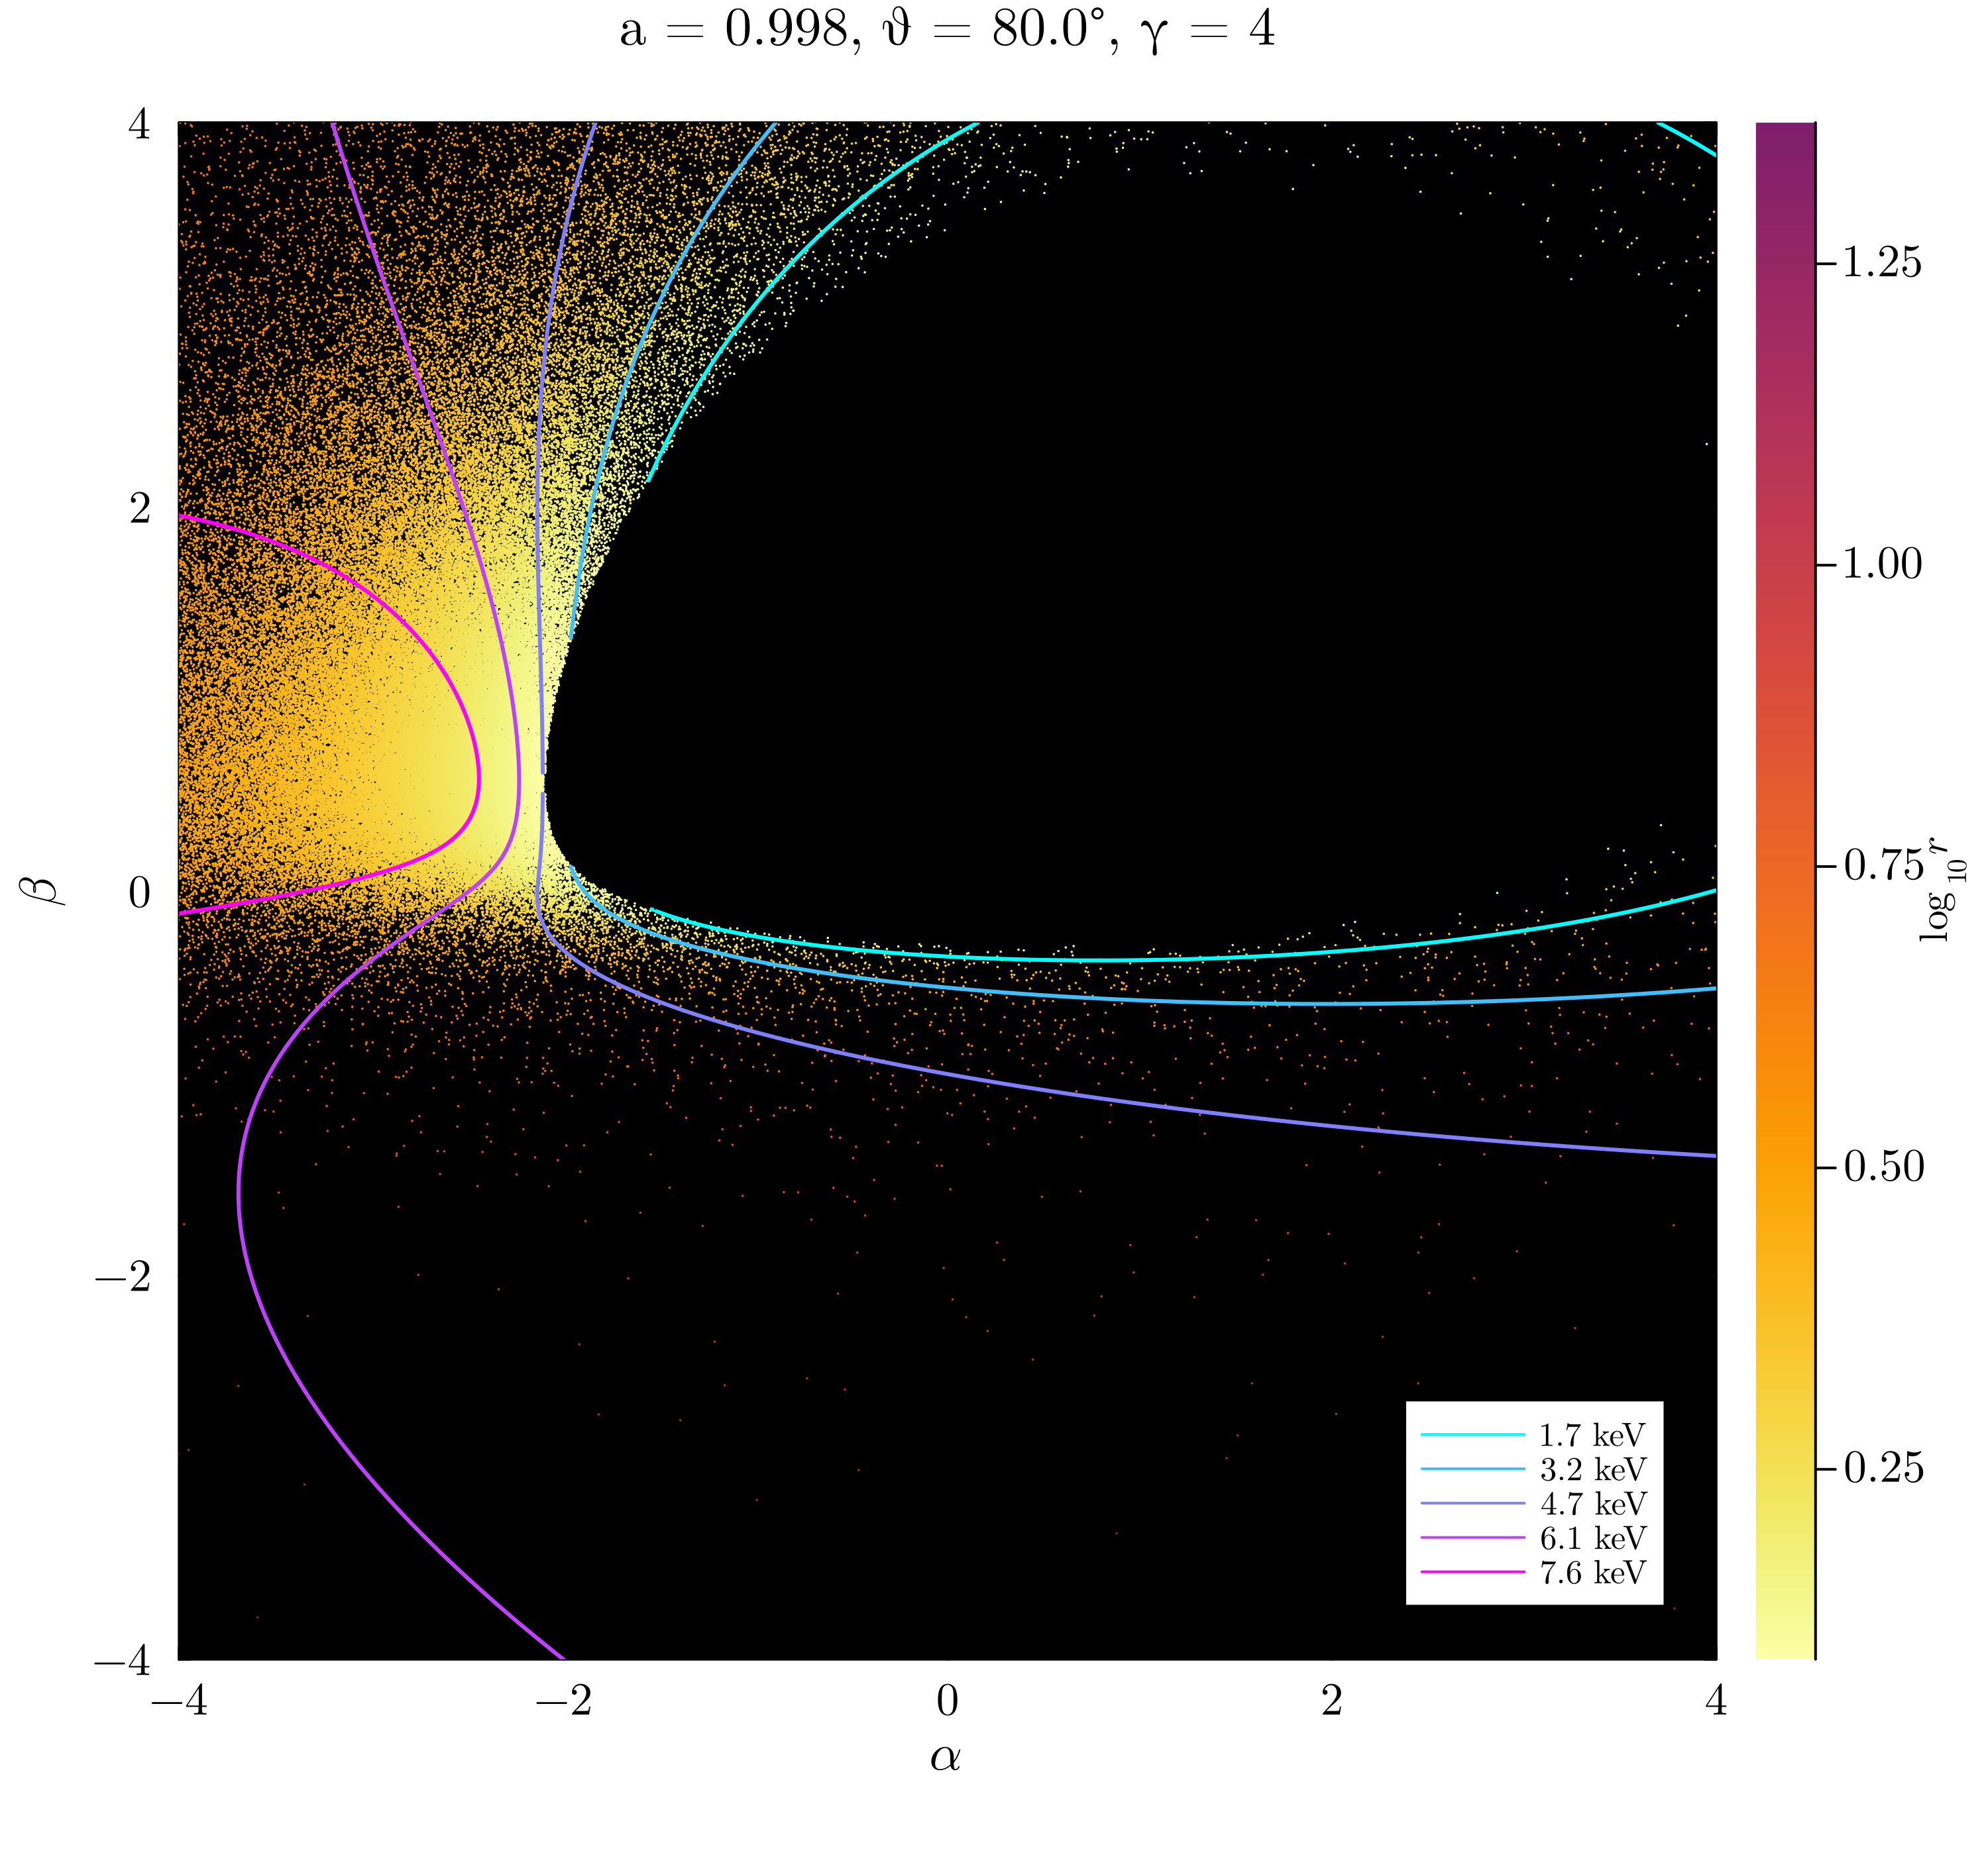 a = 0.998, ϑ = 80.0°, γ = 4
4
2
0
−2
−4
β
−4
−2
0
2
4
α
1.25
1.00
0.75
0.50
0.25
log₁₀ r
1.7 keV
3.2 keV
4.7 keV
6.1 keV
7.6 keV